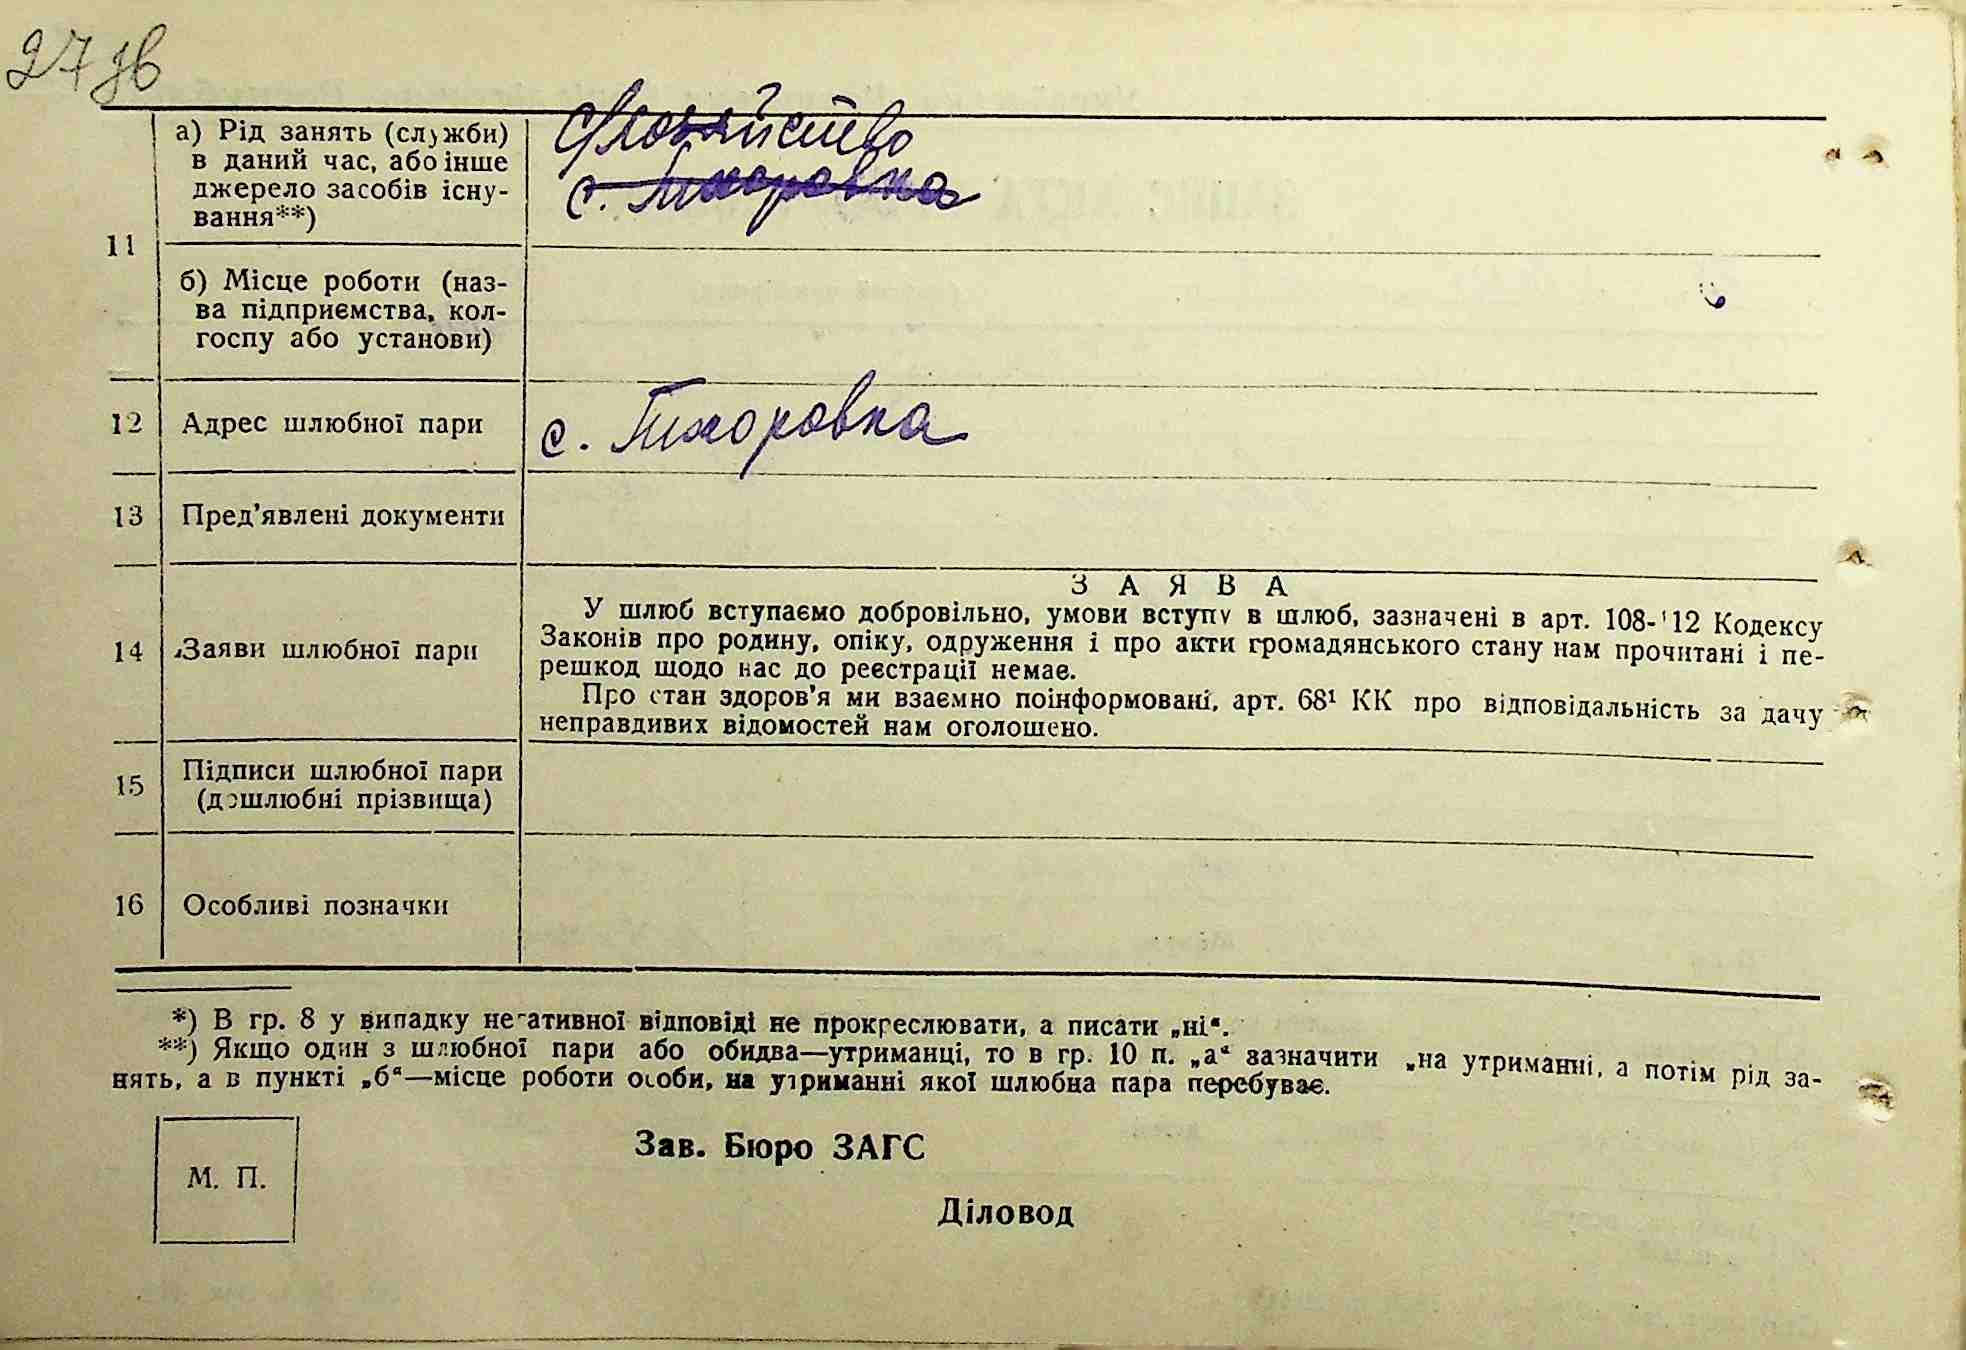 27 зв
11
а) Рід занять (служби)
в даний час, або інше
джерело засобів існу-
вання**)
Хозяйство
с. Тихоровка
б) Місце роботи (наз-
ва підприємства, кол-
госпу або установи)
12
Адрес шлюбної пари
с. Тихоровка
13
Пред’явлені документи
14
Заяви шлюбної пари
ЗАЯВА
У шлюб вступаємо добровільно, умови вступу в шлюб, зазначені в арт. 108-112 Кодексу
Законів про родину, опіку, одруження і про акти громадянського стану нам прочитані і пе-
решкод щодо нас до реєстрації немає.
Про стан здоров’я ми взаємно поінформовані, арт. 68¹ КК про відповідальність за дачу
неправдивих відомостей нам оголошено.
15
Підписи шлюбної пари
(дошлюбні прізвища)
16
Особливі позначки
*) В гр. 8 у випадку негативної відповіді не прокреслювати, а писати „ні“.
**) Якщо один з шлюбної пари або обидва—утриманці, то в гр. 10 п. „а“ зазначити „на утриманні, а потім рід за-
нять, а в пункті „б“—місце роботи особи, на утриманні якої шлюбна пара перебуває.
М. П.
Зав. Бюро ЗАГС
Діловод